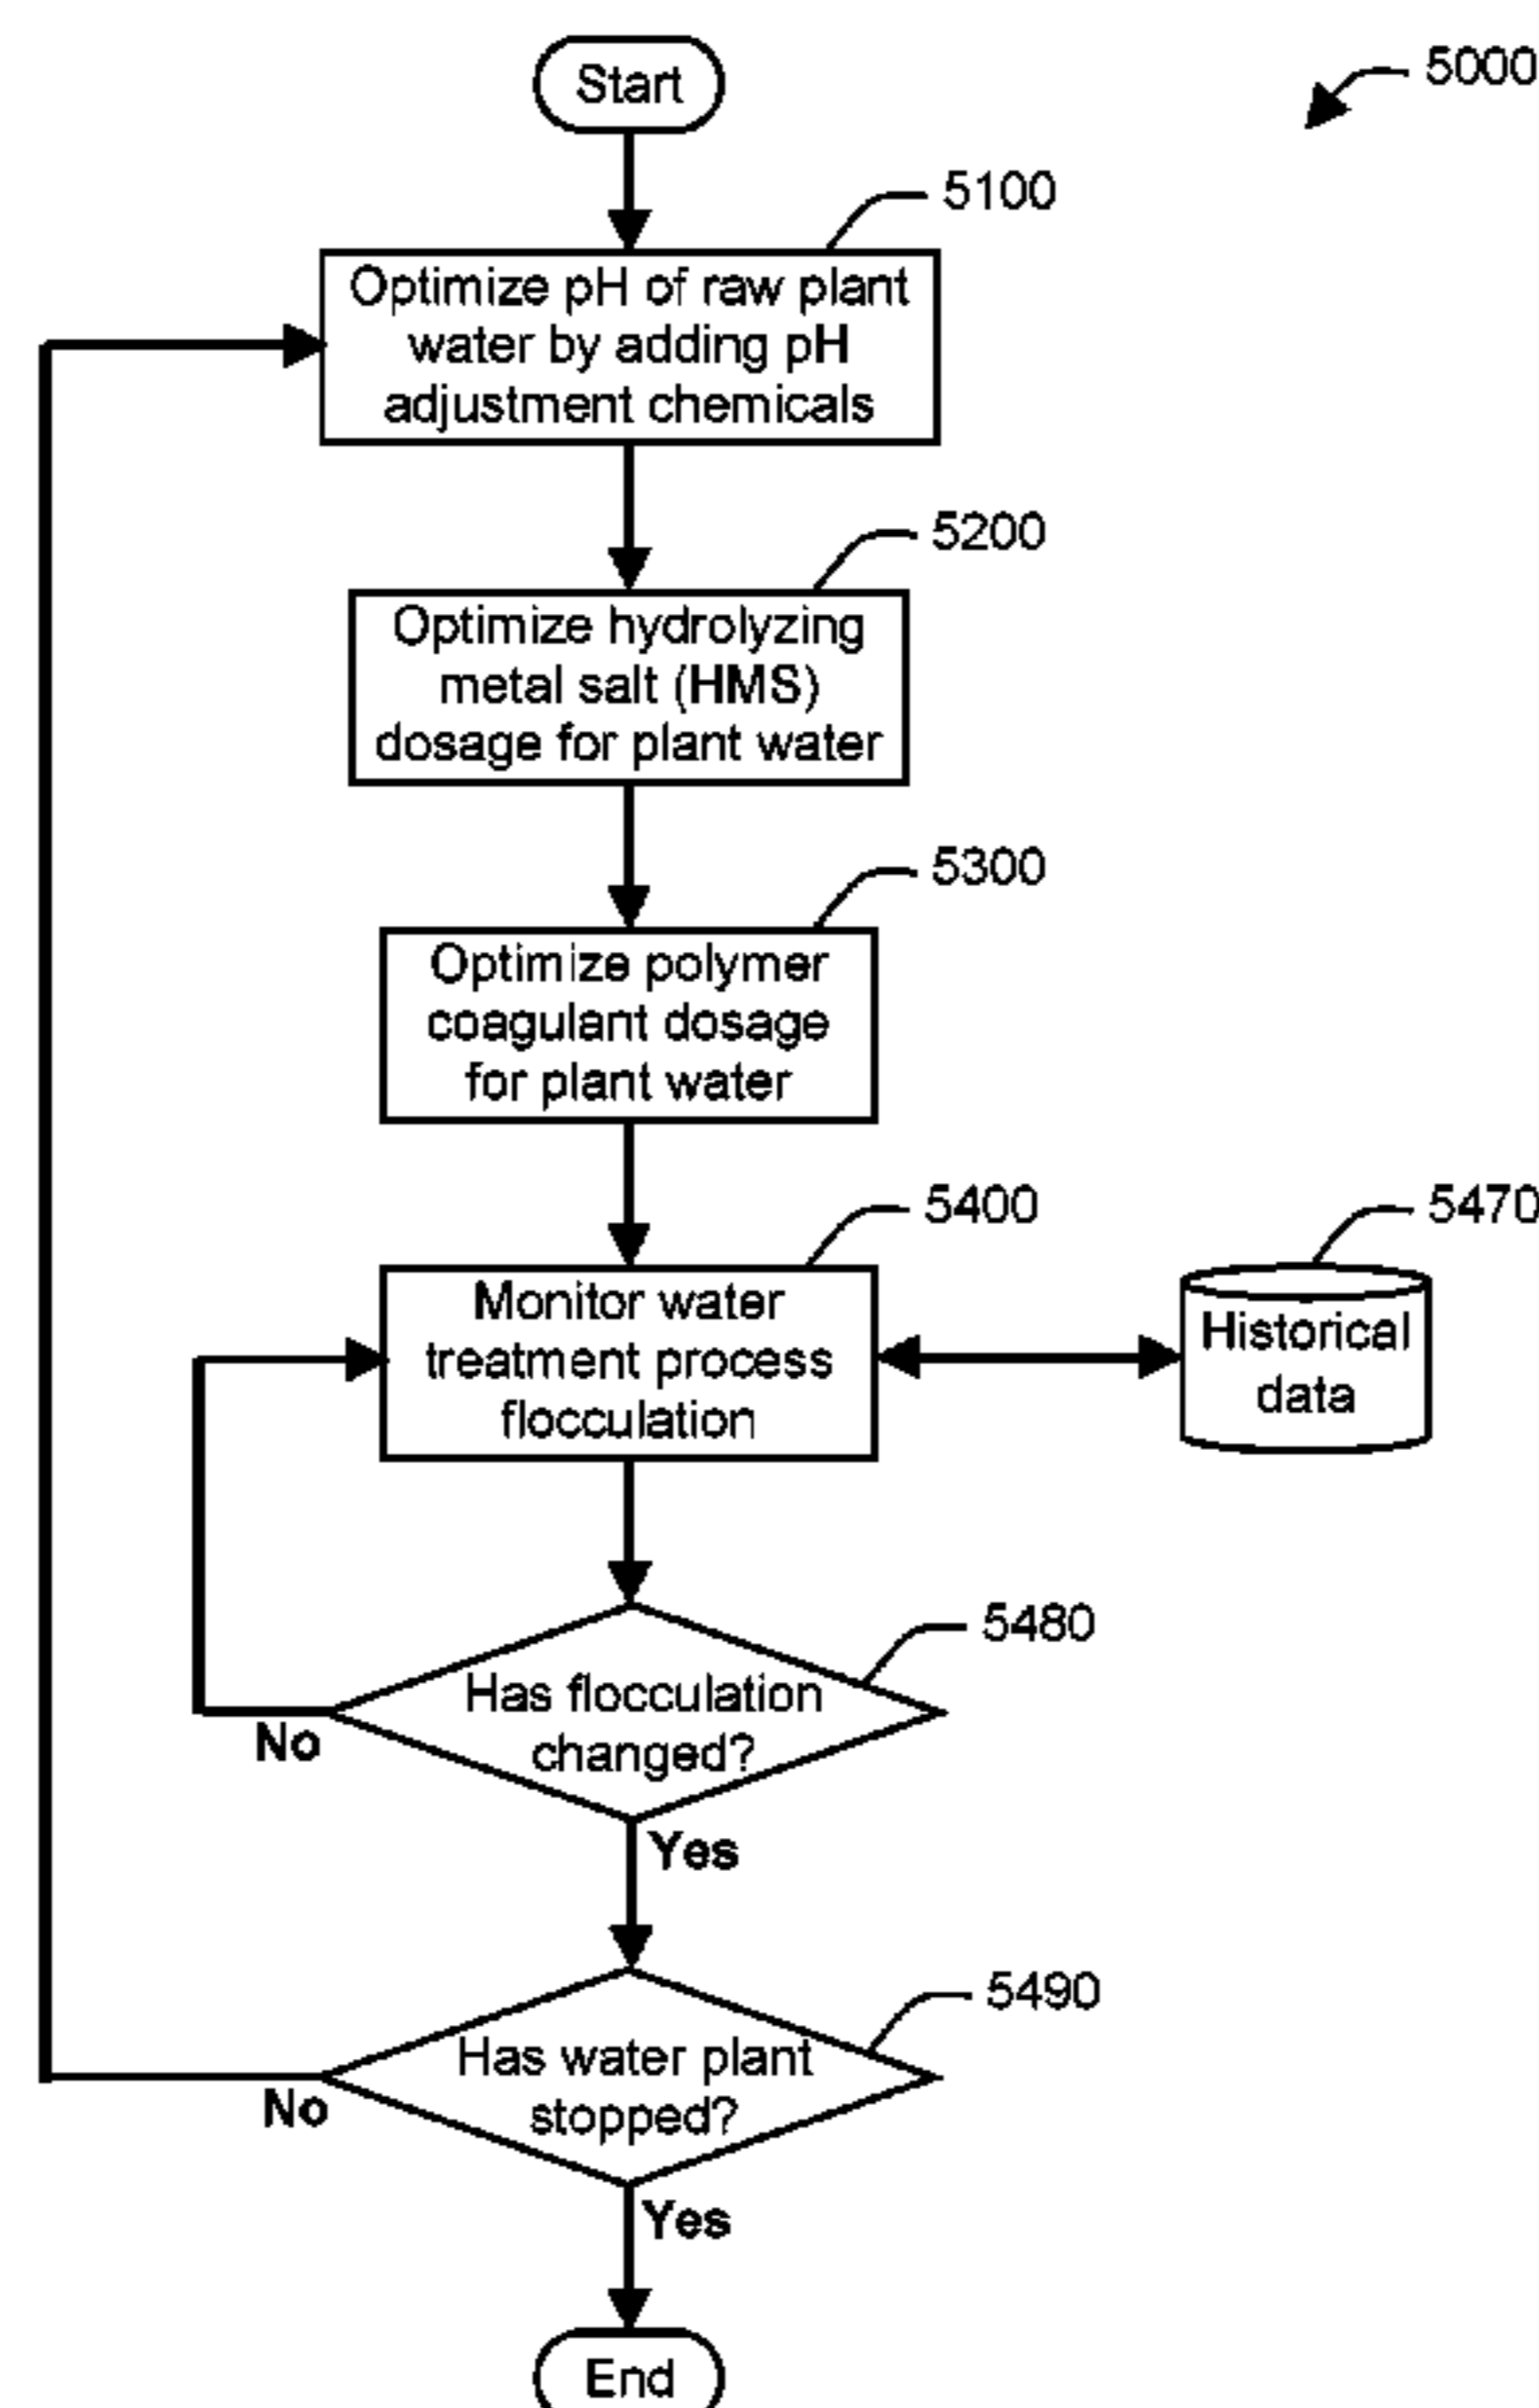 Start
5000
5100
Optimize pH of raw plant
water by adding pH
adjustment chemicals
5200
Optimize hydrolyzing
metal salt (HMS)
dosage for plant water
5300
Optimize polymer
coagulant dosage
for plant water
5400
5470
Monitor water
treatment process
flocculation
Historical
data
5480
Has flocculation
changed?
No
Yes
5490
Has water plant
stopped?
No
Yes
End